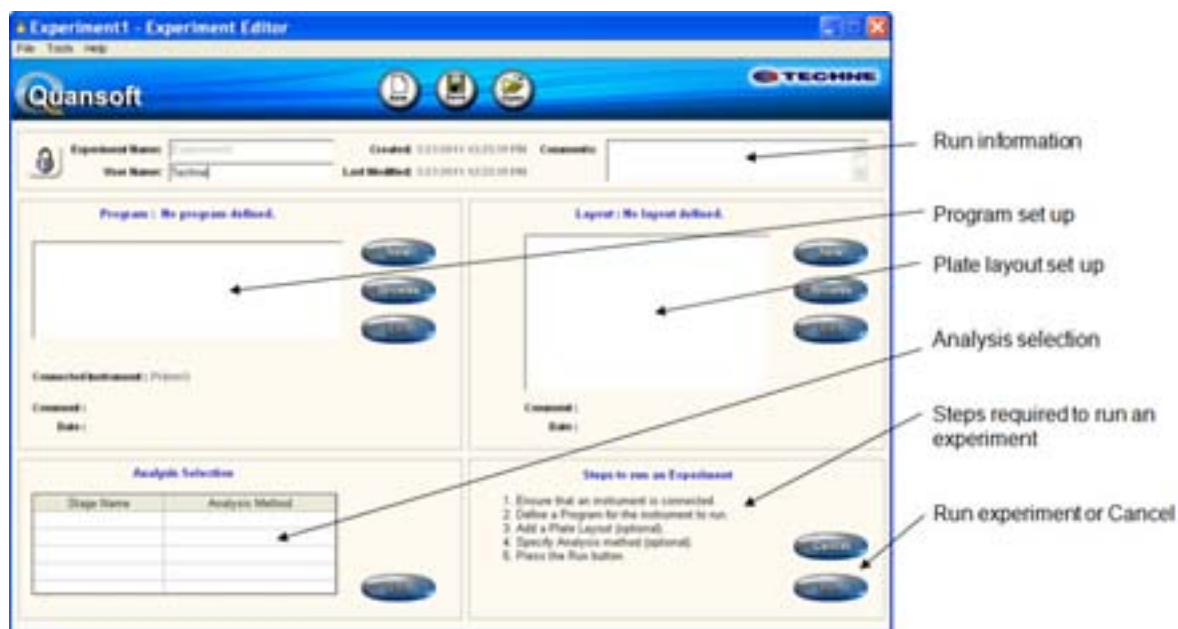 Experiment1 - Experiment Editor
File Tools Help
Quansoft
TECHNE
Experiment Name:
Created:
Comments:
User Name: Techne
Last Modified:
Run information
Program : No program defined.
Layout : No layout defined.
Program set up
Plate layout set up
Analysis selection
Connected Instrument :
Comment :
Date :
Comment :
Date :
Steps required to run an
experiment
Analysis Selection
Stage Name Analysis Method
Steps to run an Experiment
1. Ensure that an instrument is connected.
2. Define a Program for the instrument to run.
3. Add a Plate Layout (optional).
4. Specify Analysis method (optional).
5. Press the Run button.
Cancel
Run experiment or Cancel